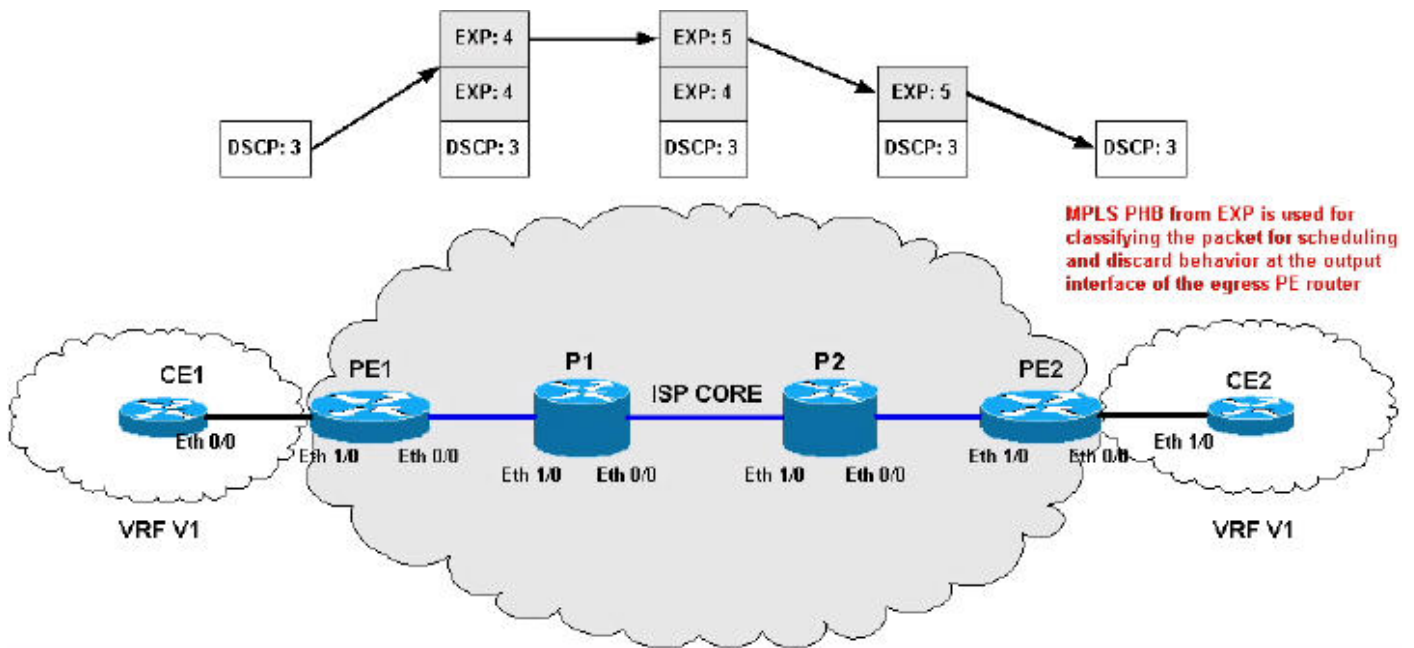 EXP: 4
EXP: 5
EXP: 4
EXP: 4
EXP: 5
DSCP: 3
DSCP: 3
DSCP: 3
DSCP: 3
DSCP: 3
MPLS PHB from EXP is used for
classifying the packet for scheduling
and discard behavior at the output
interface of the egress PE router
CE1
PE1
P1
ISP CORE
P2
PE2
CE2
Eth 0/0
Eth 1/0
Eth 0/0
Eth 1/0
Eth 0/0
Eth 1/0
Eth 0/0
Eth 1/0
Eth 0/0
Eth 1/0
VRF V1
VRF V1